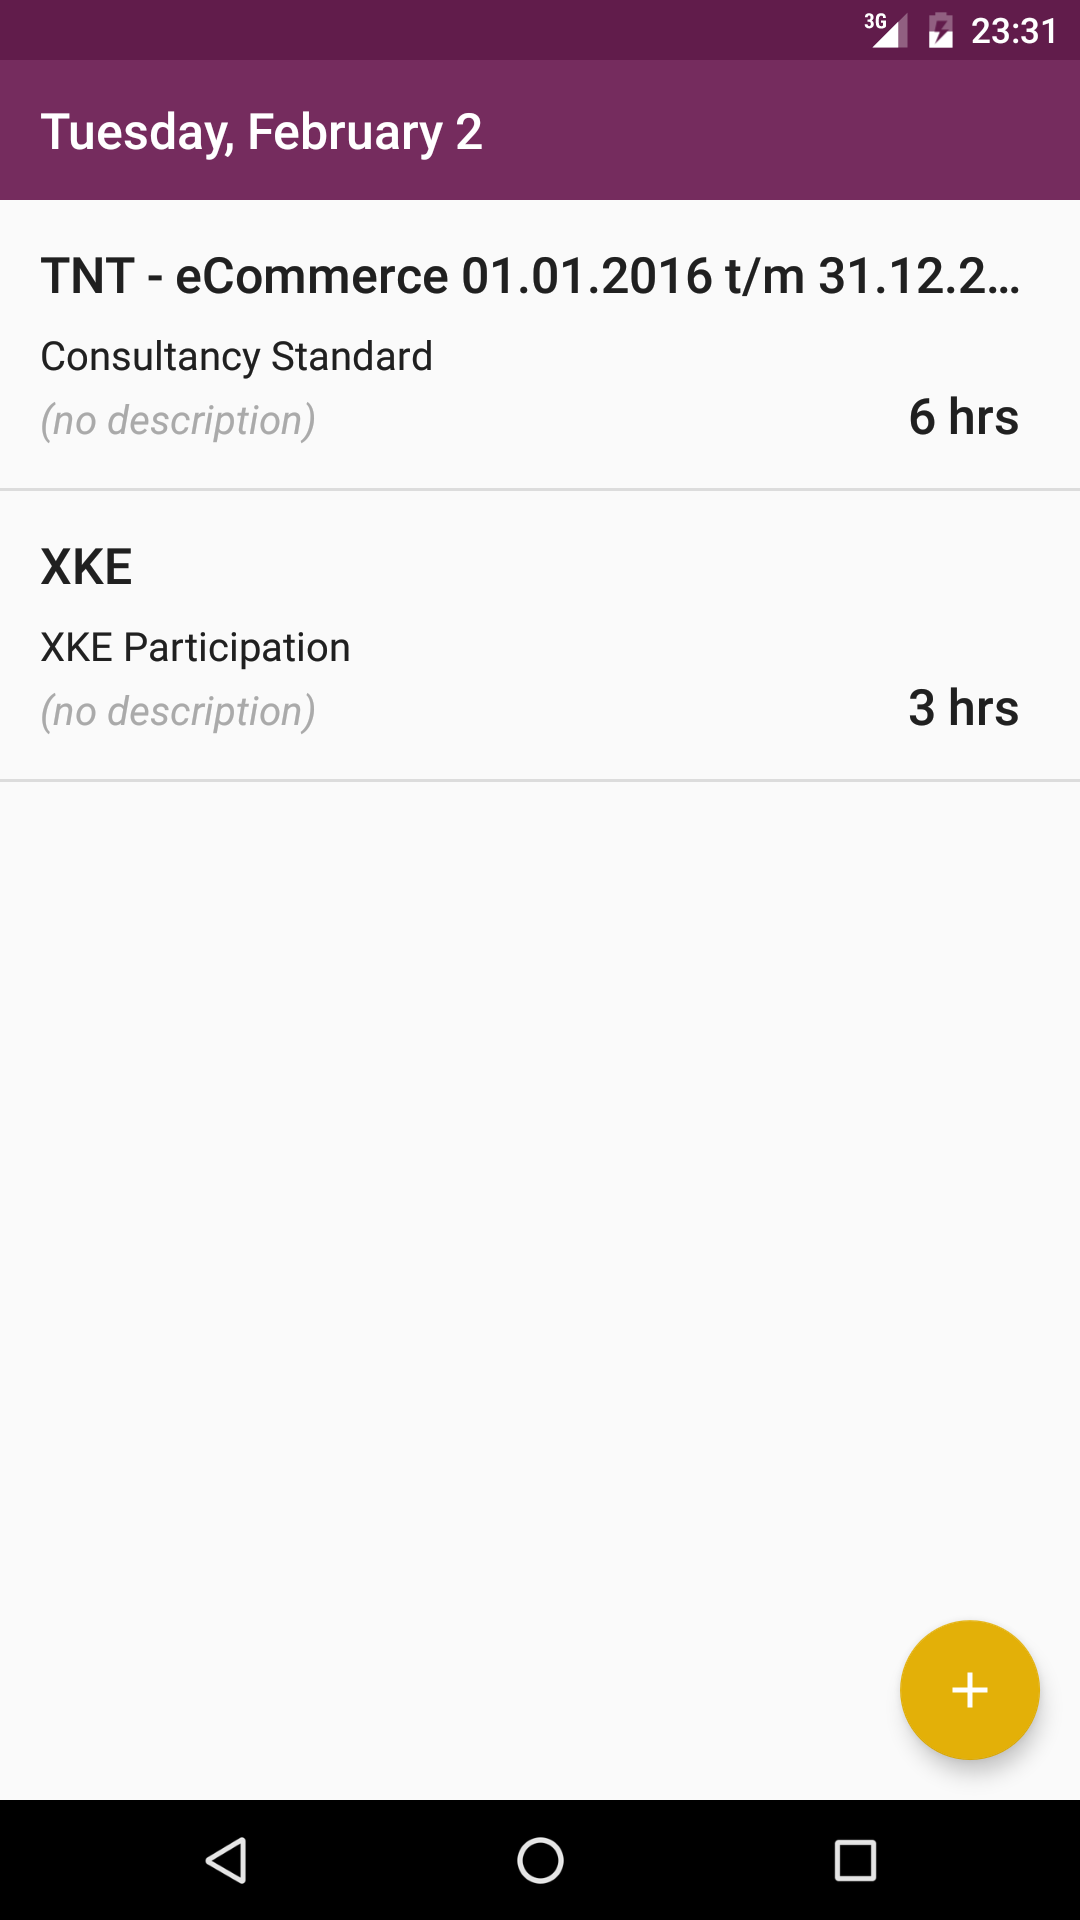 3G 23:31
Tuesday, February 2
TNT - eCommerce 01.01.2016 t/m 31.12.2...
Consultancy Standard
(no description) 6 hrs
XKE
XKE Participation
(no description) 3 hrs
+